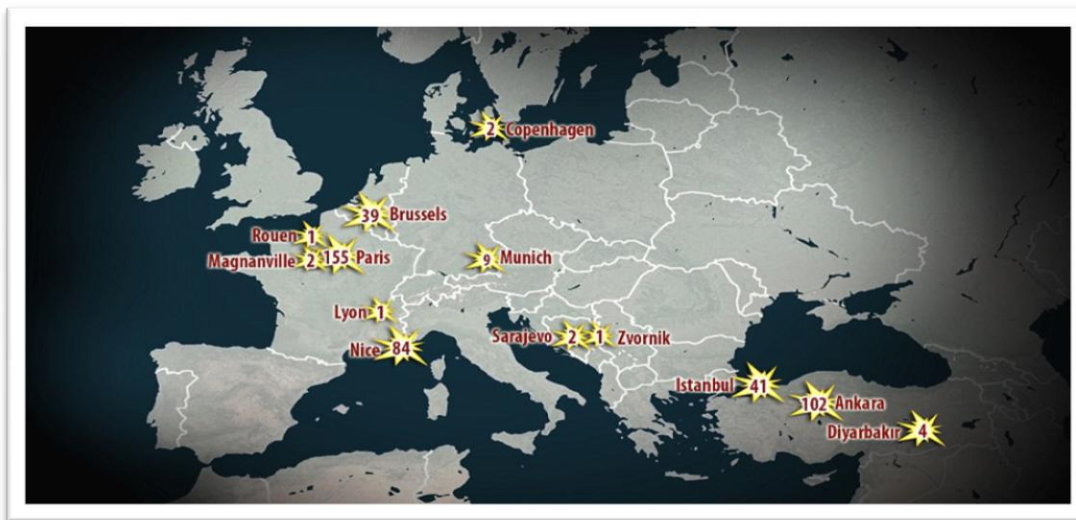 2 Copenhagen
39 Brussels
Rouen 1
Magnanville 2
155 Paris
9 Munich
Lyon 1
Nice 84
Sarajevo 2
1 Zvornik
Istanbul 41
102 Ankara
Diyarbakır 4